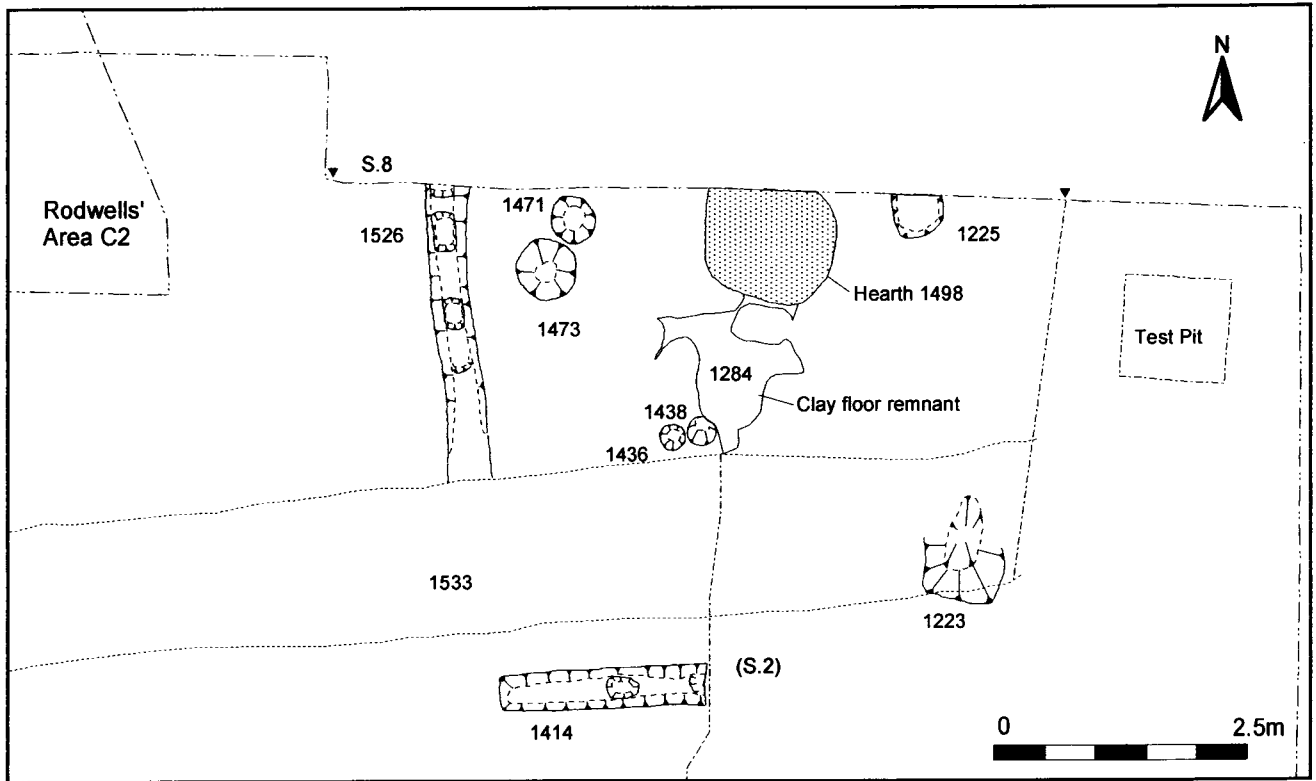 N
S.8
Rodwells'
Area C2
1526
1471
1225
Hearth 1498
1473
Test Pit
1284
Clay floor remnant
1438
1436
1533
1223
(S.2)
1414
0
2.5m